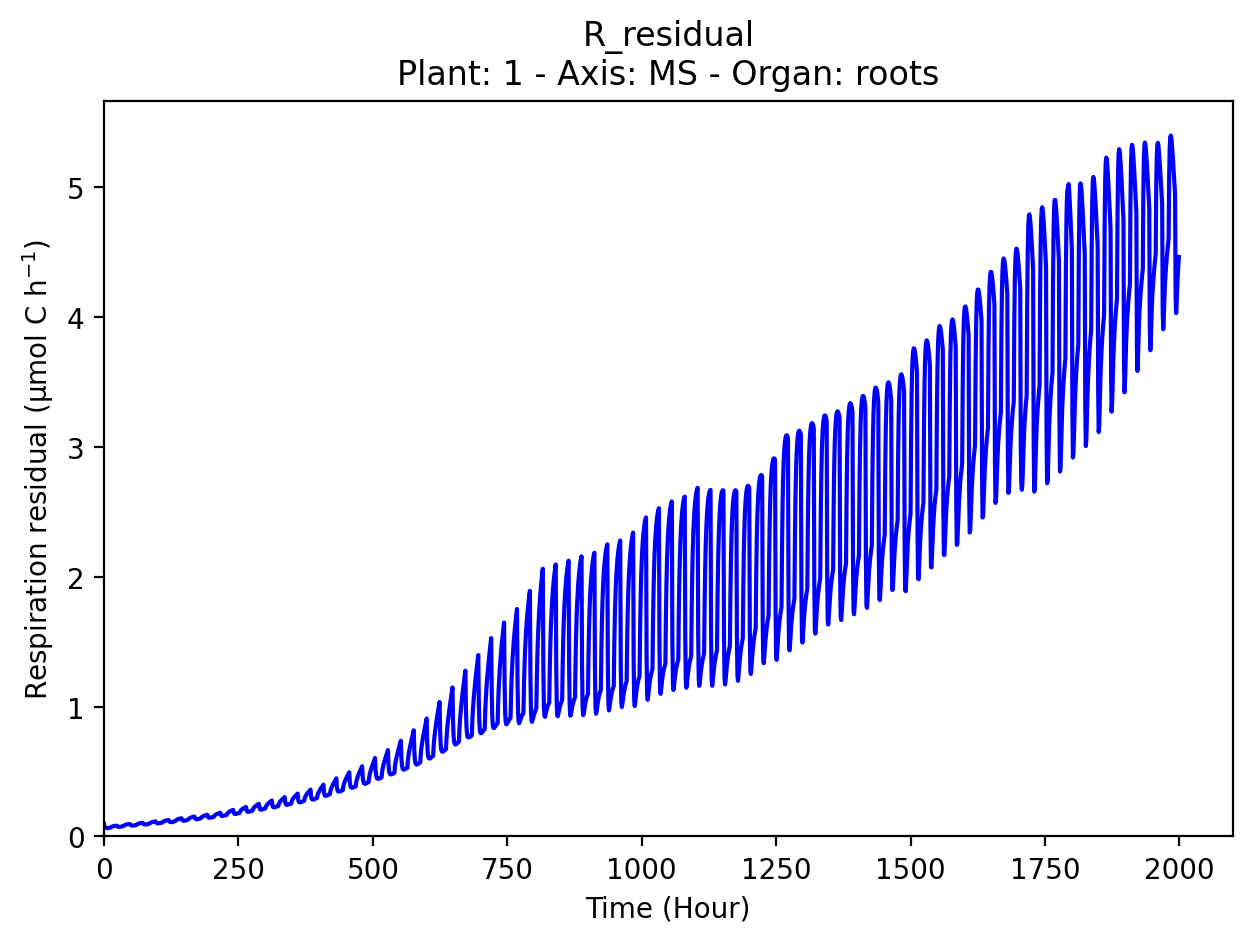 R_residual
Plant: 1 - Axis: MS - Organ: roots
Respiration residual (µmol C h⁻¹)
5
4
3
2
1
0
0 250 500 750 1000 1250 1500 1750 2000
Time (Hour)